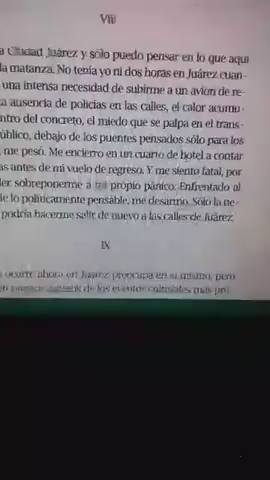 VIII
a Ciudad Juárez y sólo puedo pensar en lo que aquí
la matanza. No tenía yo ni dos horas en Juárez cuan-
una intensa necesidad de subirme a un avión de re-
a ausencia de policías en las calles, el calor acumu-
ntro del concreto, el miedo que se palpa en el trans-
úblico, debajo de los puentes pensados sólo para los
, me pesó. Me encierro en un cuarto de hotel a contar
as antes de mi vuelo de regreso. Y me siento fatal, por
der sobreponerme a mi propio pánico. Enfrentado al
de lo políticamente pensable, me desarmo. Sólo la ne-
podría hacerme salir de nuevo a las calles de Juárez.
IX
ocurre ahora en Juárez preocupa en sí mismo, pero
de los eventos culturales más